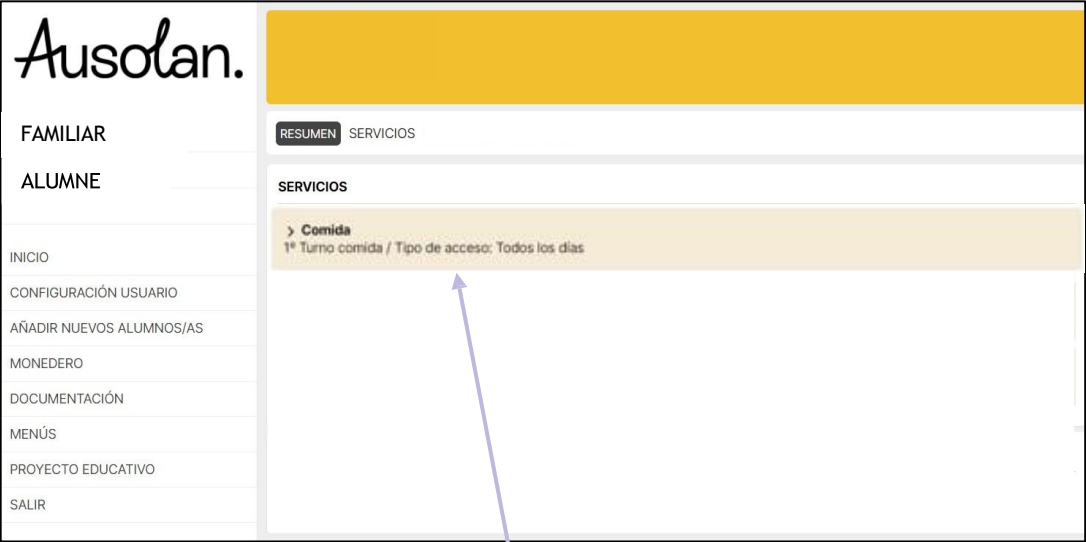 Ausolan.
FAMILIAR
ALUMNE
INICIO
CONFIGURACIÓN USUARIO
AÑADIR NUEVOS ALUMNOS/AS
MONEDERO
DOCUMENTACIÓN
MENÚS
PROYECTO EDUCATIVO
SALIR
RESUMEN SERVICIOS
SERVICIOS
> Comida
1º Turno comida / Tipo de acceso: Todos los días